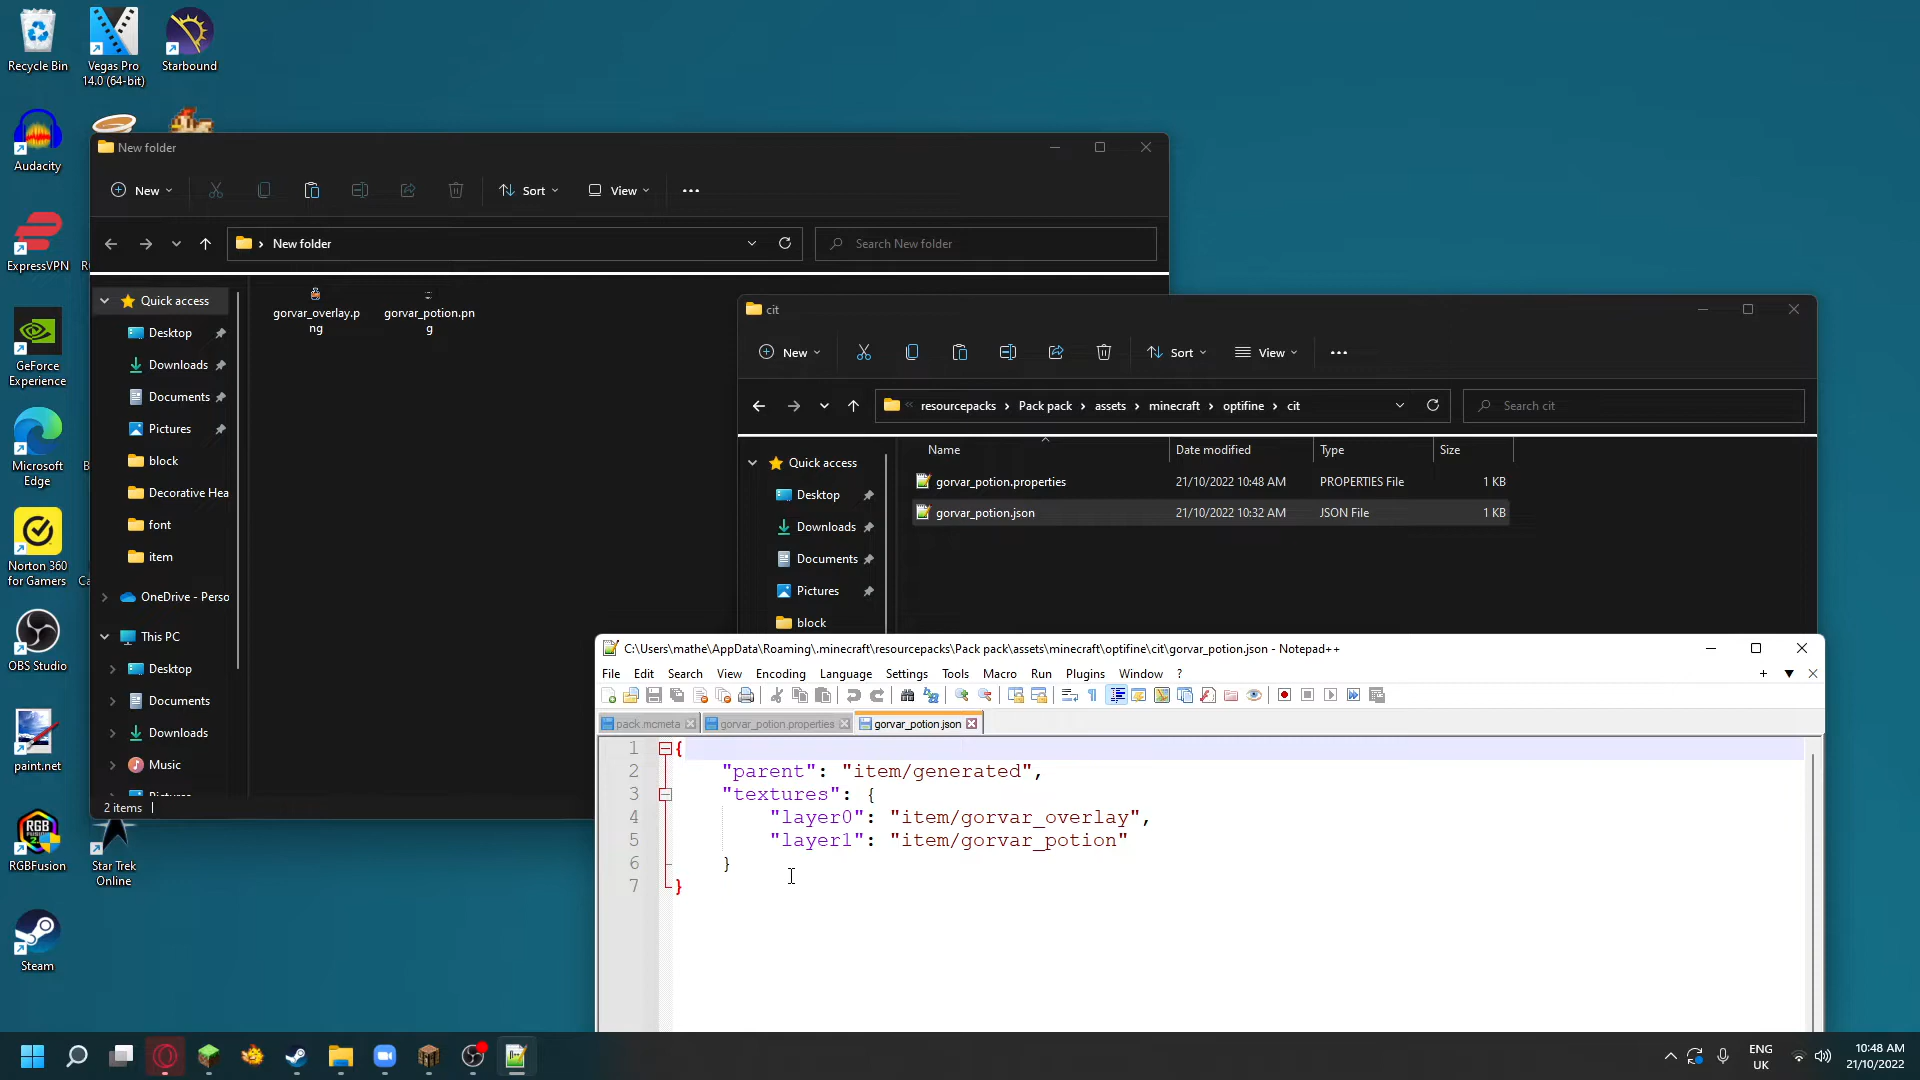 Recycle Bin
Vegas Pro
14.0 (64-bit)
Starbound
Audacity
ExpressVPN
GeForce
Experience
Microsoft
Edge
Norton 360
for Gamers
OBS Studio
paint.net
RGBFusion
Star Trek
Online
Steam
New folder
New
Sort
View
New folder
Search New folder
Quick access
Desktop
Downloads
Documents
Pictures
block
Decorative Hea
font
item
OneDrive - Perso
This PC
Desktop
Documents
Downloads
Music
2 items
gorvar_overlay.p
ng
gorvar_potion.pn
g
cit
New
Sort
View
« resourcepacks › Pack pack › assets › minecraft › optifine › cit
Search cit
Quick access
Desktop
Downloads
Documents
Pictures
block
Name Date modified Type Size
gorvar_potion.properties 21/10/2022 10:48 AM PROPERTIES File 1 KB
gorvar_potion.json 21/10/2022 10:32 AM JSON File 1 KB
C:\Users\mathe\AppData\Roaming\.minecraft\resourcepacks\Pack pack\assets\minecraft\optifine\cit\gorvar_potion.json - Notepad++
File Edit Search View Encoding Language Settings Tools Macro Run Plugins Window ?
pack.mcmeta gorvar_potion.properties gorvar_potion.json
1 {
2 "parent": "item/generated",
3 "textures": {
4 "layer0": "item/gorvar_overlay",
5 "layer1": "item/gorvar_potion"
6 }
7 }
ENG
UK
10:48 AM
21/10/2022